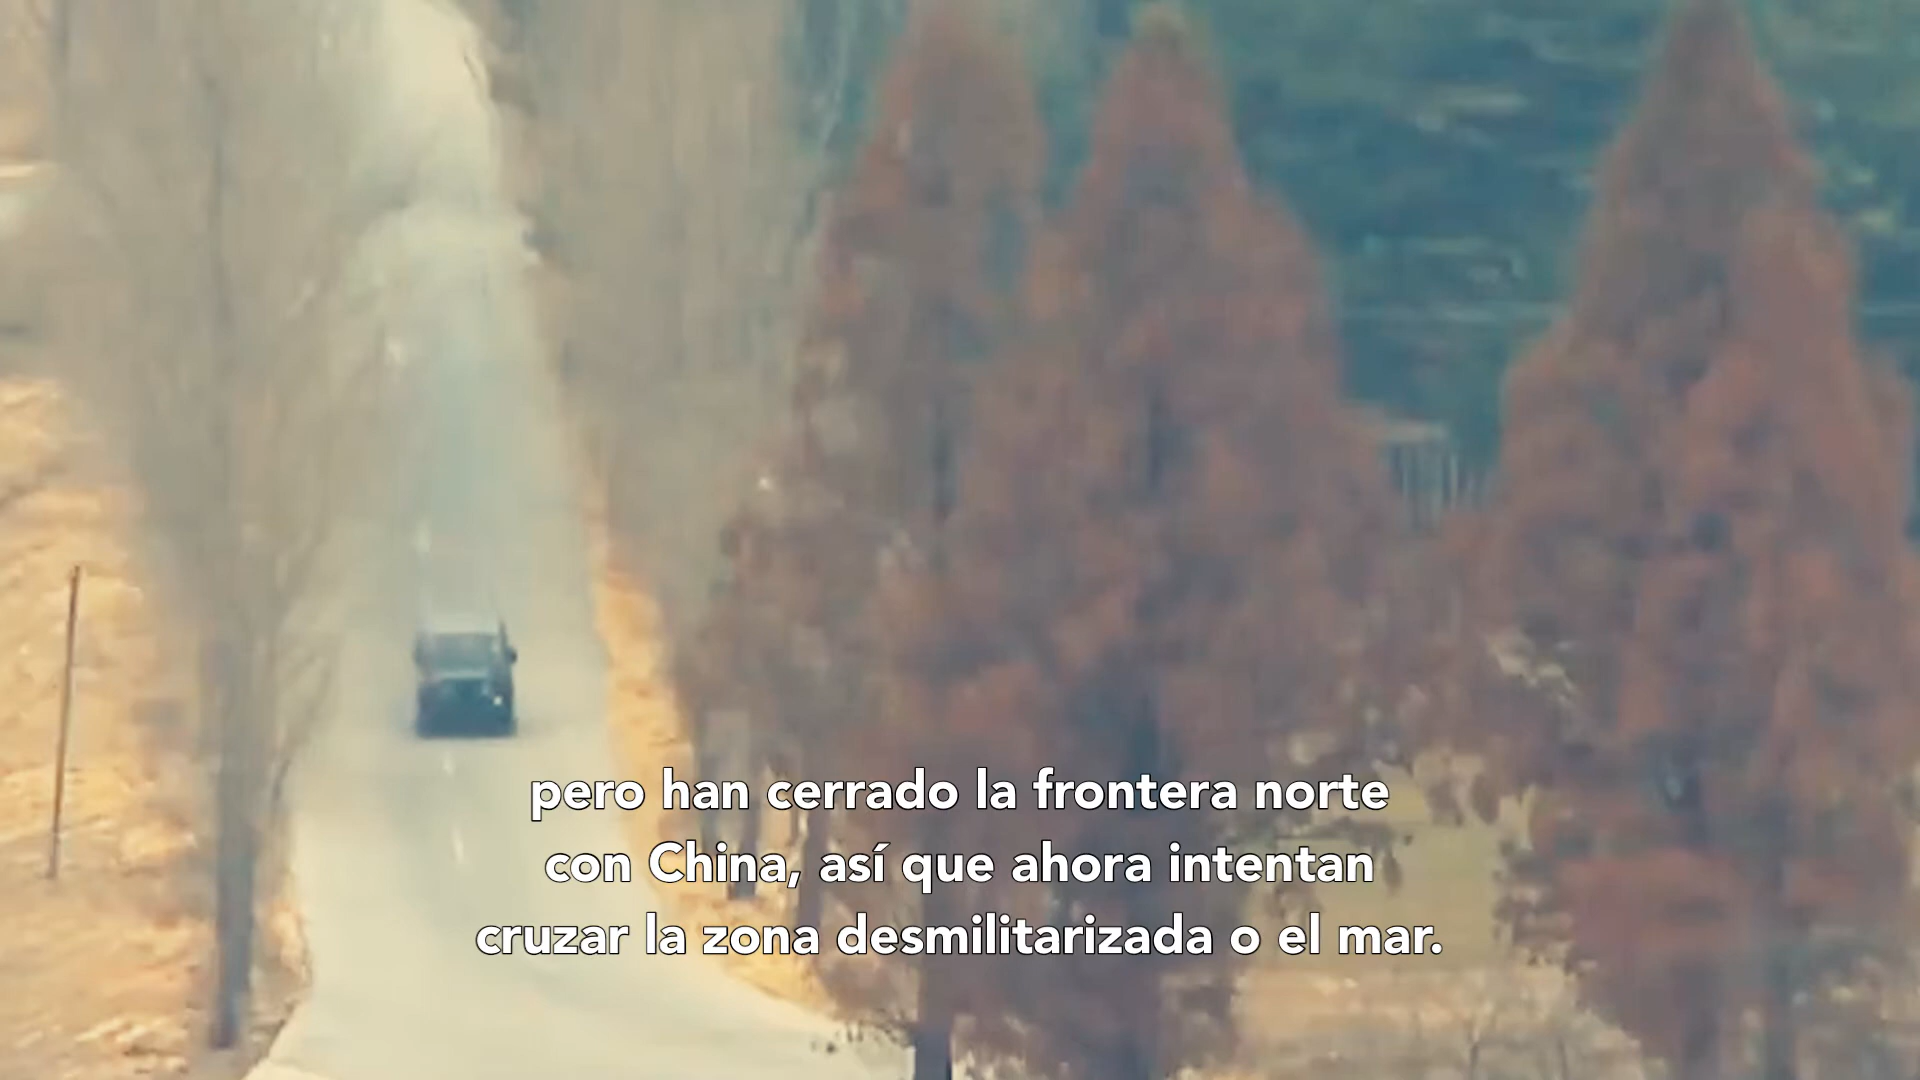 pero han cerrado la frontera norte
con China, así que ahora intentan
cruzar la zona desmilitarizada o el mar.